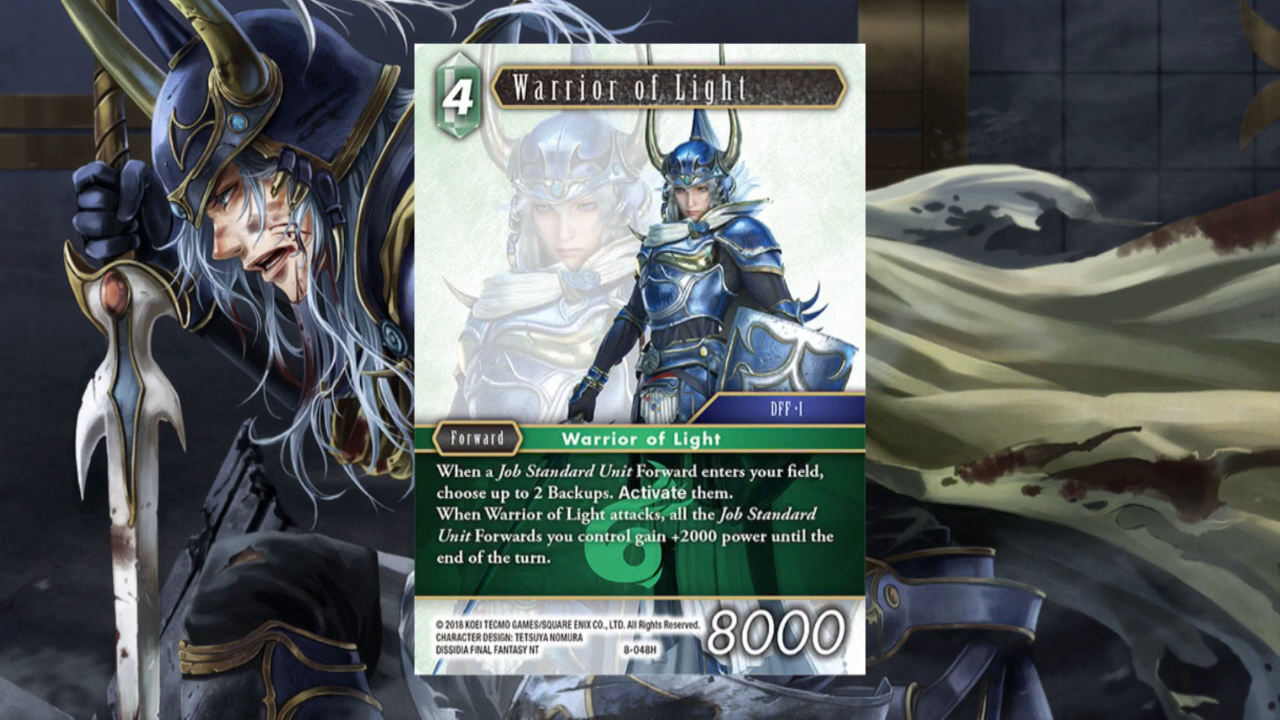 4
Warrior of Light
DFF·I
Forward
Warrior of Light
When a Job Standard Unit Forward enters your field,
choose up to 2 Backups. Activate them.
When Warrior of Light attacks, all the Job Standard
Unit Forwards you control gain +2000 power until the
end of the turn.
© 2018 KOEI TECMO GAMES/SQUARE ENIX CO., LTD. All Rights Reserved.
CHARACTER DESIGN: TETSUYA NOMURA
DISSIDIA FINAL FANTASY NT
8-048H
8000